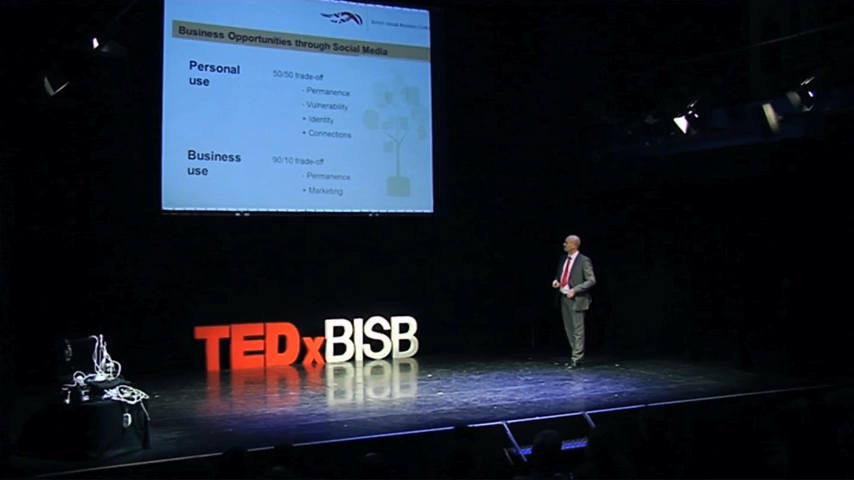 Business Opportunities through Social Media
Personal
use
50/50 trade-off
- Permanence
- Vulnerability
+ Identity
+ Connections
Business
use
90/10 trade-off
- Permanence
+ Marketing
TEDxBISB